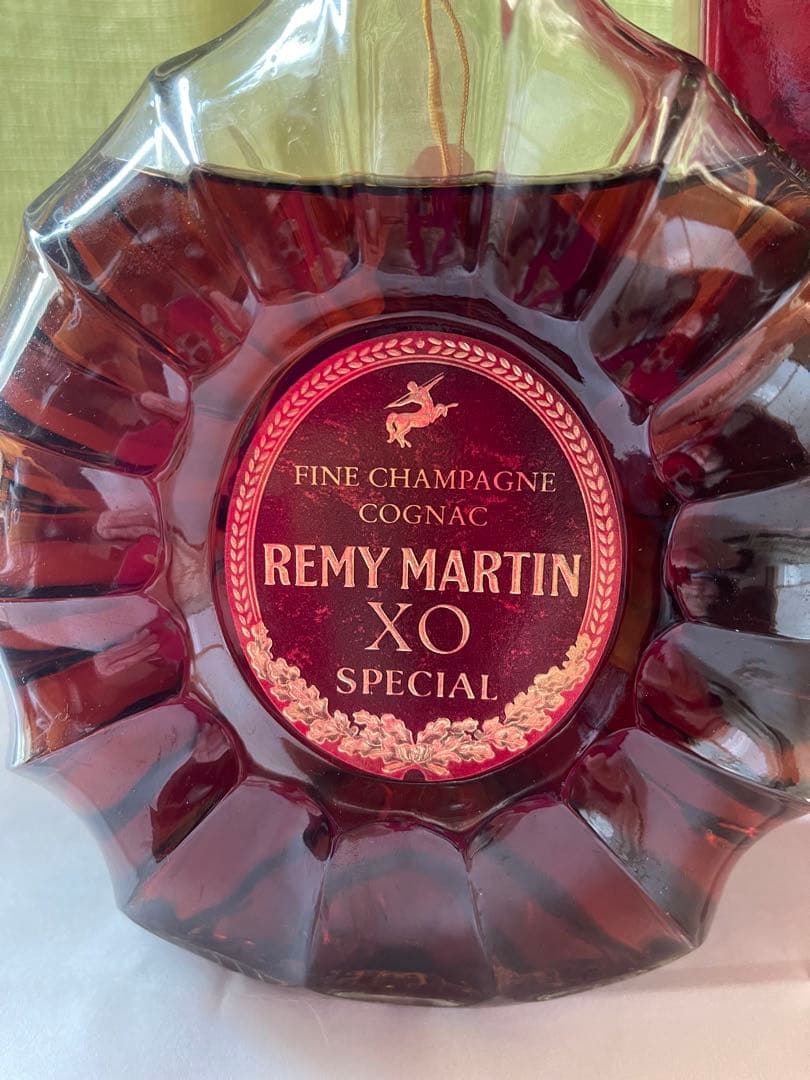 FINE CHAMPAGNE
COGNAC
REMY MARTIN
XO
SPECIAL